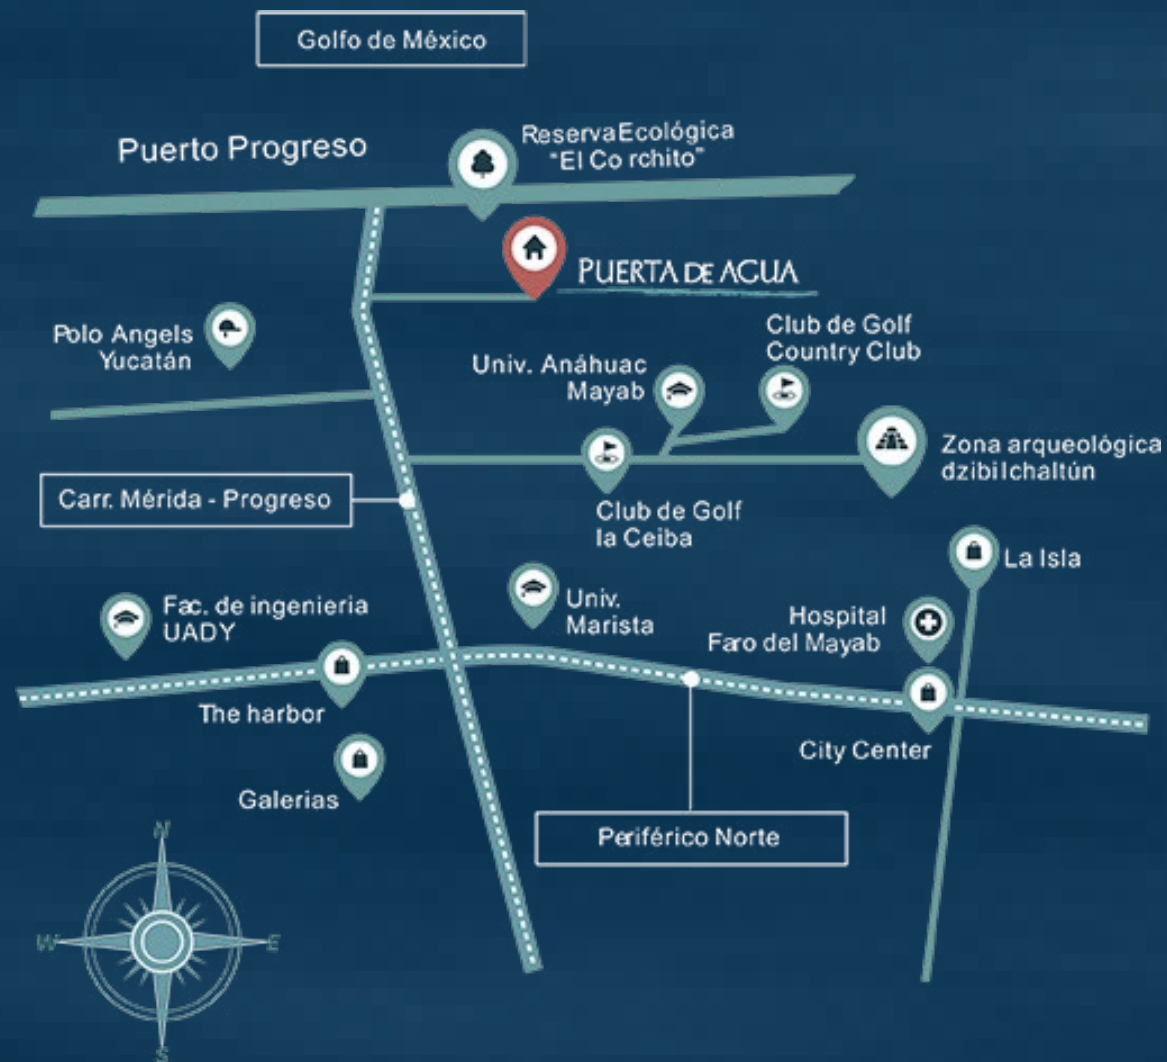 Golfo de México
Puerto Progreso
Reserva Ecológica
"El Co rchito"
PUERTA DE AGUA
Polo Angels
Yucatán
Club de Golf
Country Club
Univ. Anáhuac
Mayab
Zona arqueológica
dzibilchaltún
Carr. Mérida - Progreso
Club de Golf
la Ceiba
La Isla
Fac. de ingenieria
UADY
Univ.
Marista
Hospital
Faro del Mayab
The harbor
City Center
Galerias
Periférico Norte
N
W
E
S